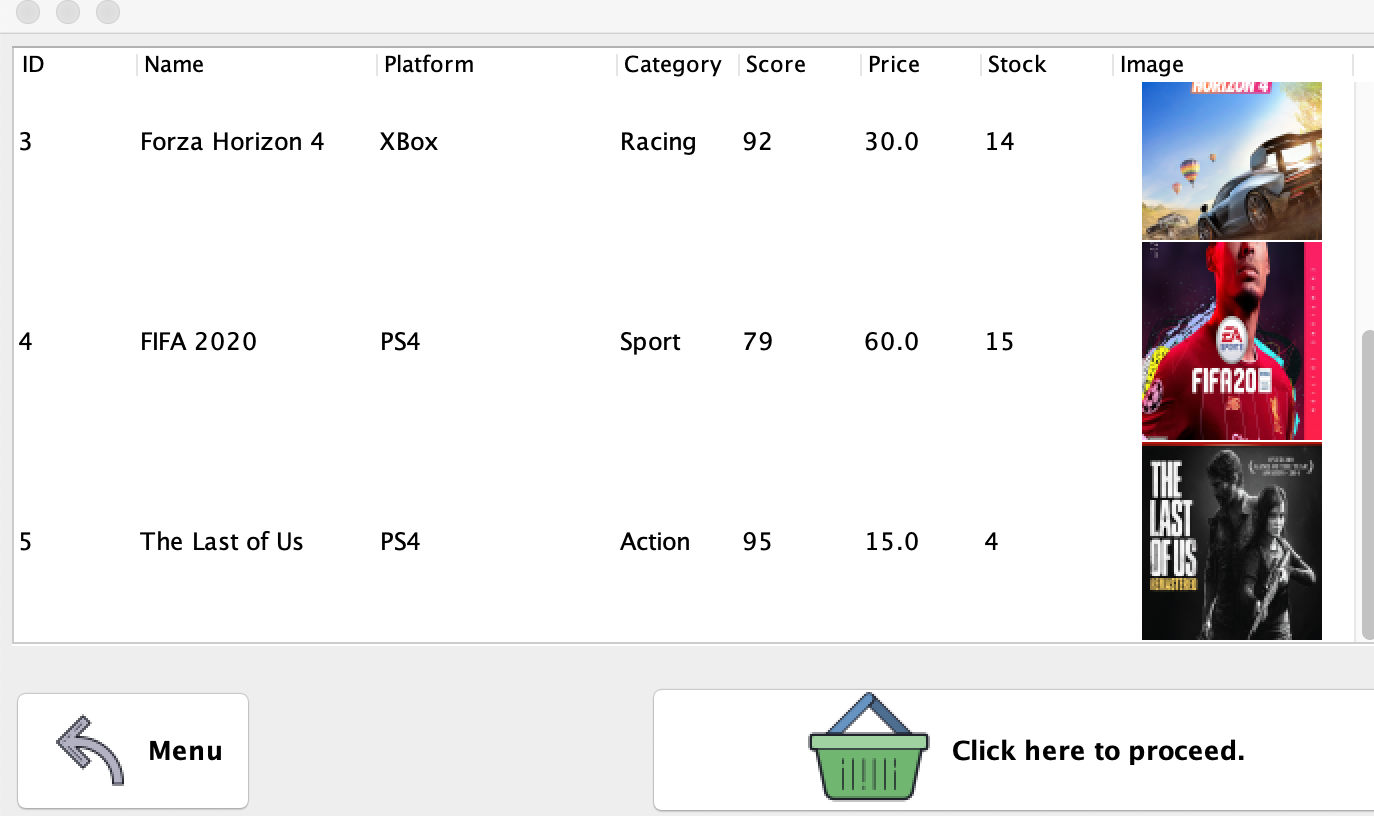 ID Name Platform Category Score Price Stock Image
HORIZON 4
3 Forza Horizon 4 XBox Racing 92 30.0 14
4 FIFA 2020 PS4 Sport 79 60.0 15
EA
SPORTS
FIFA20
THE
LAST
OF US
REMASTERED
5 The Last of Us PS4 Action 95 15.0 4
Menu
Click here to proceed.